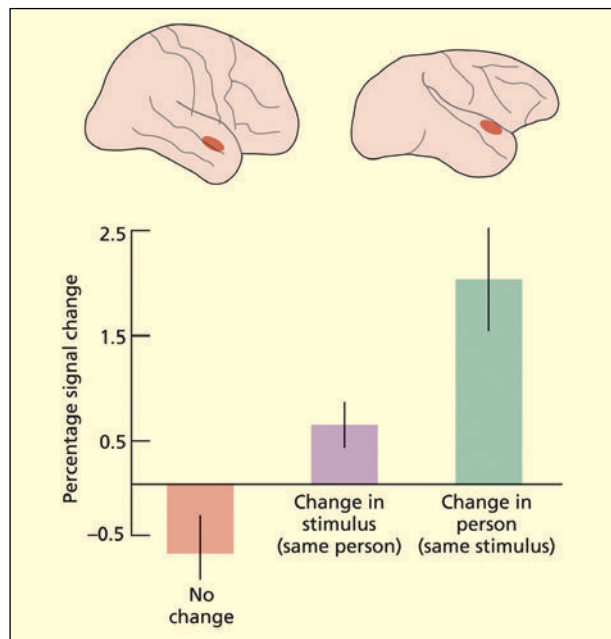 Percentage signal change
2.5
1.5
0.5
–0.5
No
change
Change in
stimulus
(same person)
Change in
person
(same stimulus)